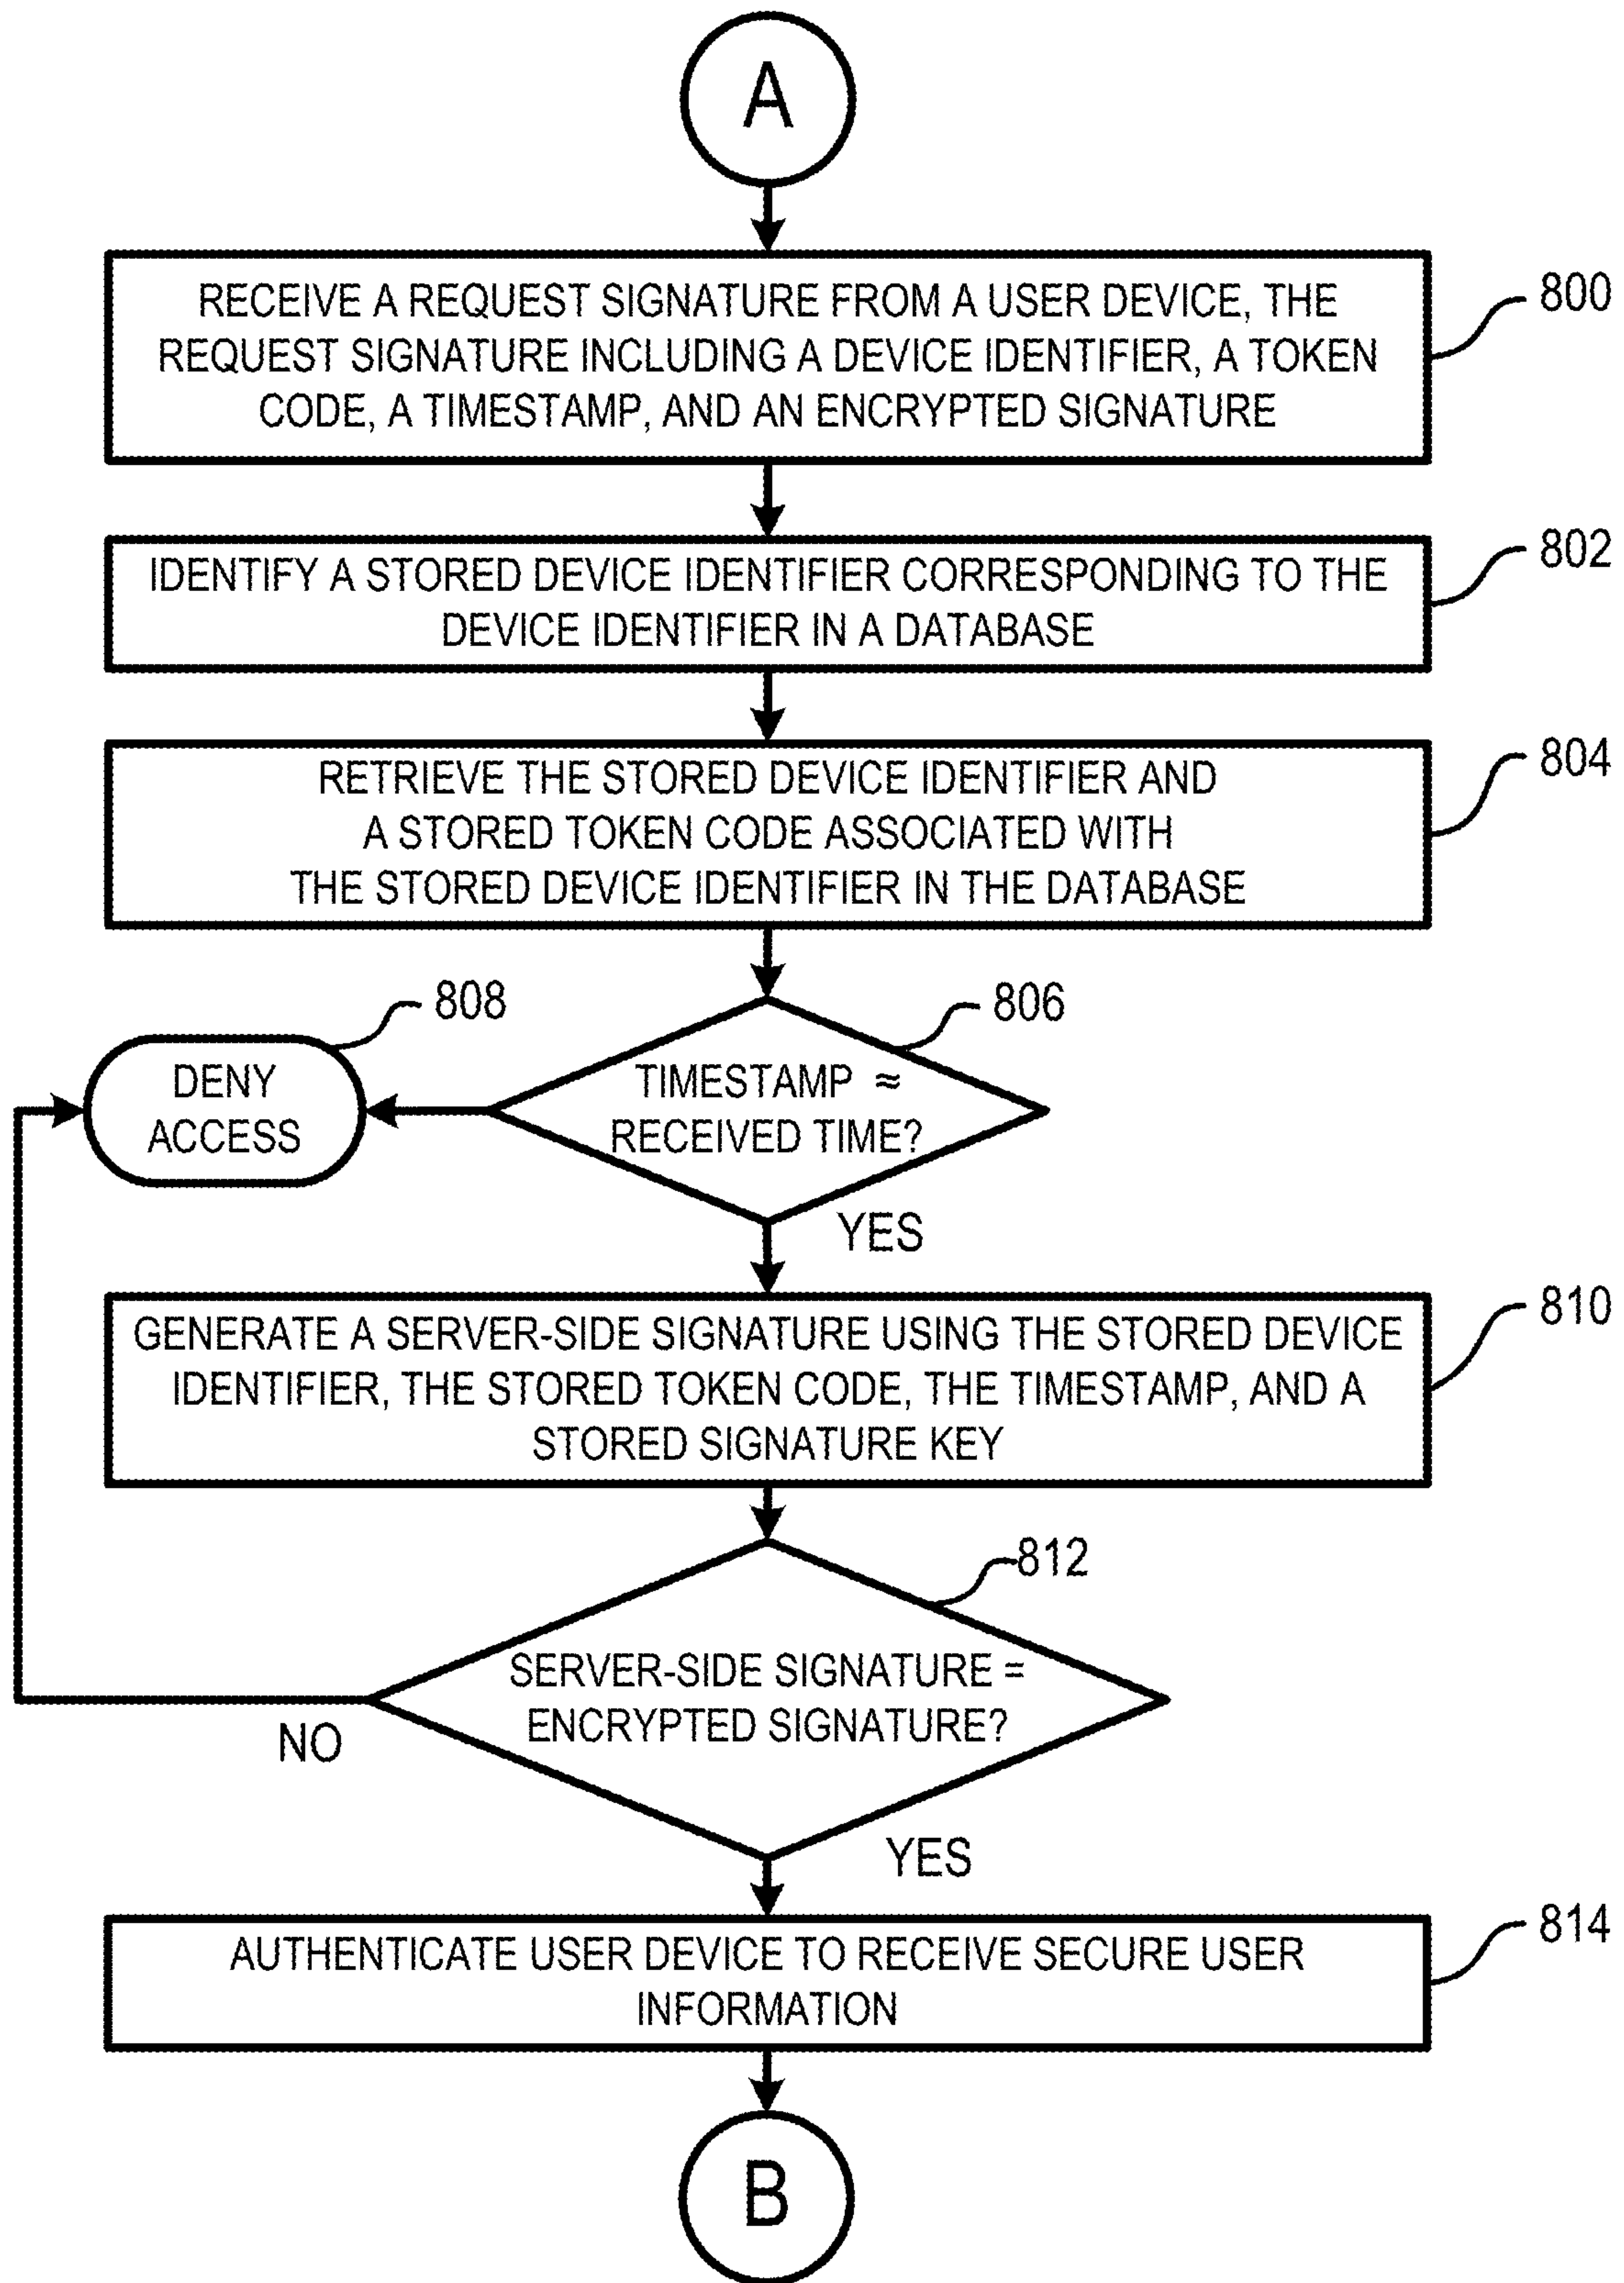 A
RECEIVE A REQUEST SIGNATURE FROM A USER DEVICE, THE
REQUEST SIGNATURE INCLUDING A DEVICE IDENTIFIER, A TOKEN
CODE, A TIMESTAMP, AND AN ENCRYPTED SIGNATURE
800
IDENTIFY A STORED DEVICE IDENTIFIER CORRESPONDING TO THE
DEVICE IDENTIFIER IN A DATABASE
802
RETRIEVE THE STORED DEVICE IDENTIFIER AND
A STORED TOKEN CODE ASSOCIATED WITH
THE STORED DEVICE IDENTIFIER IN THE DATABASE
804
808
DENY
ACCESS
806
TIMESTAMP ≈
RECEIVED TIME?
YES
GENERATE A SERVER-SIDE SIGNATURE USING THE STORED DEVICE
IDENTIFIER, THE STORED TOKEN CODE, THE TIMESTAMP, AND A
STORED SIGNATURE KEY
810
812
SERVER-SIDE SIGNATURE =
ENCRYPTED SIGNATURE?
NO
YES
AUTHENTICATE USER DEVICE TO RECEIVE SECURE USER
INFORMATION
814
B